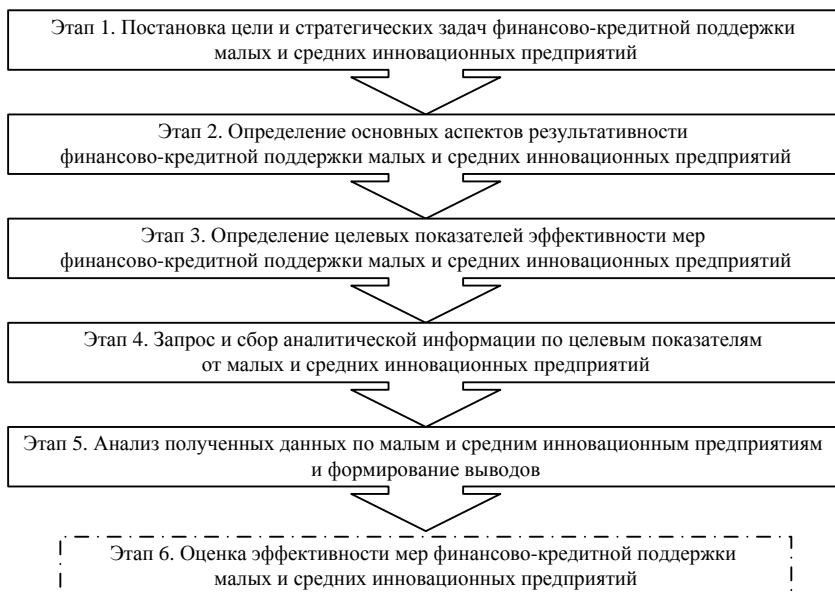 Этап 1. Постановка цели и стратегических задач финансово-кредитной поддержки
малых и средних инновационных предприятий
Этап 2. Определение основных аспектов результативности
финансово-кредитной поддержки малых и средних инновационных предприятий
Этап 3. Определение целевых показателей эффективности мер
финансово-кредитной поддержки малых и средних инновационных предприятий
Этап 4. Запрос и сбор аналитической информации по целевым показателям
от малых и средних инновационных предприятий
Этап 5. Анализ полученных данных по малым и средним инновационным предприятиям
и формирование выводов
Этап 6. Оценка эффективности мер финансово-кредитной поддержки
малых и средних инновационных предприятий